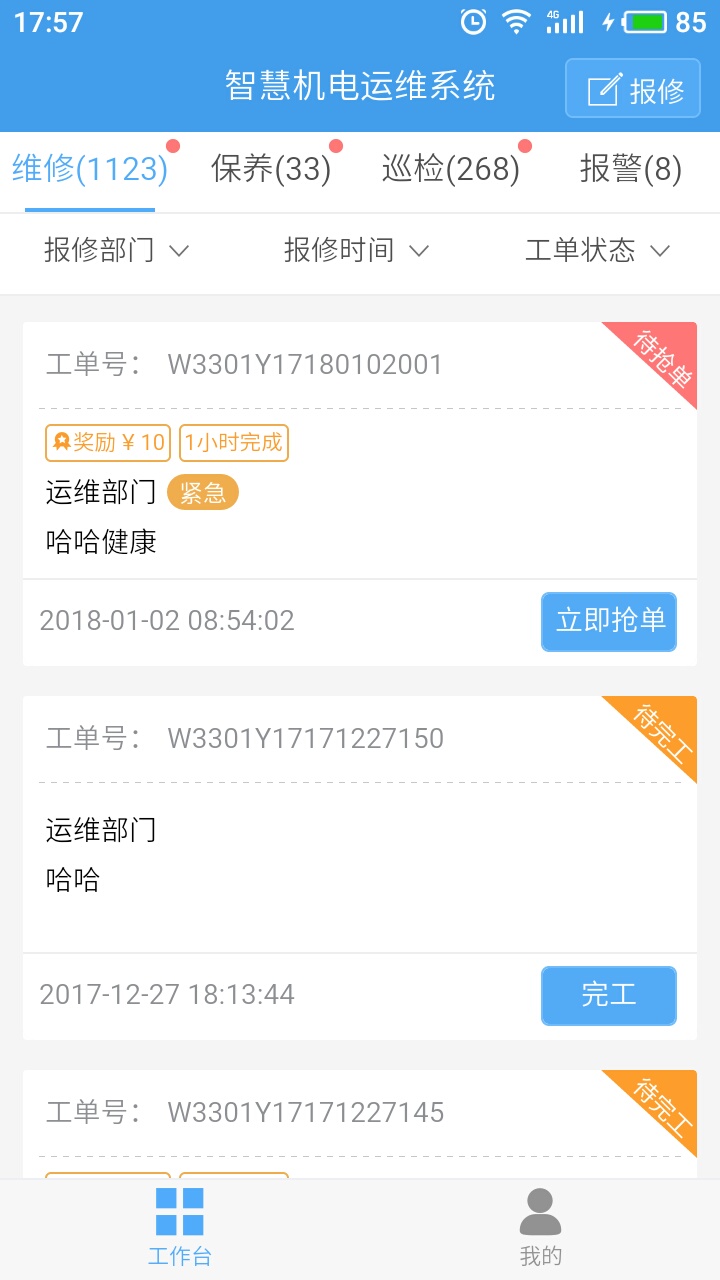 17:57
4G
85
智慧机电运维系统
报修
维修(1123)
保养(33)
巡检(268)
报警(8)
报修部门
报修时间
工单状态
工单号： W3301Y17180102001
待抢单
奖励￥10
1小时完成
运维部门 紧急
哈哈健康
2018-01-02 08:54:02
立即抢单
工单号： W3301Y17171227150
待完工
运维部门
哈哈
2017-12-27 18:13:44
完工
工单号： W3301Y17171227145
待完工
工作台
我的